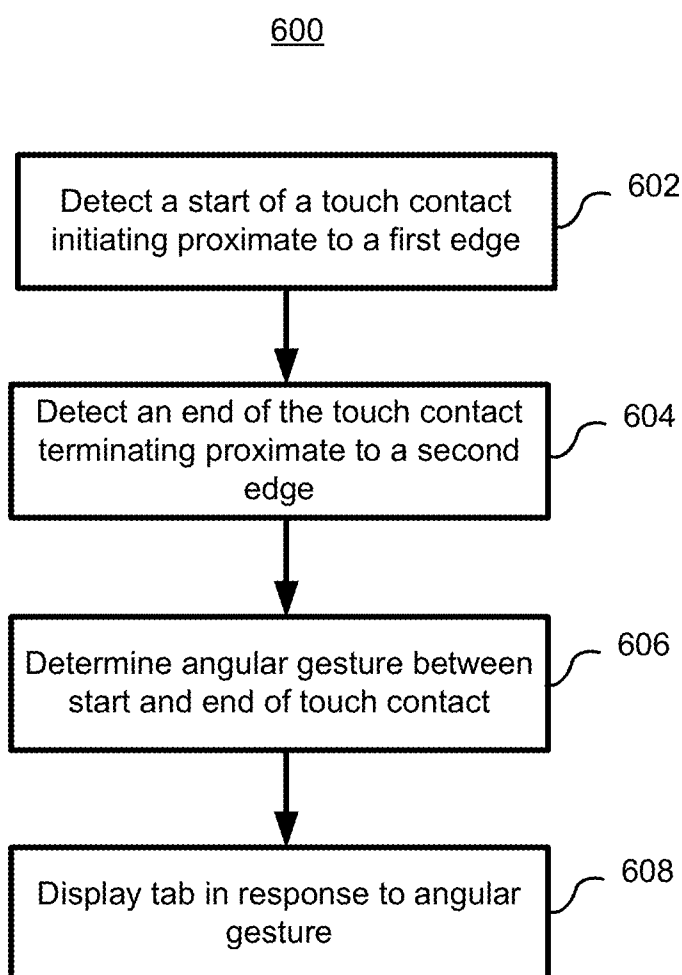 600
Detect a start of a touch contact
initiating proximate to a first edge
602
Detect an end of the touch contact
terminating proximate to a second
edge
604
Determine angular gesture between
start and end of touch contact
606
Display tab in response to angular
gesture
608